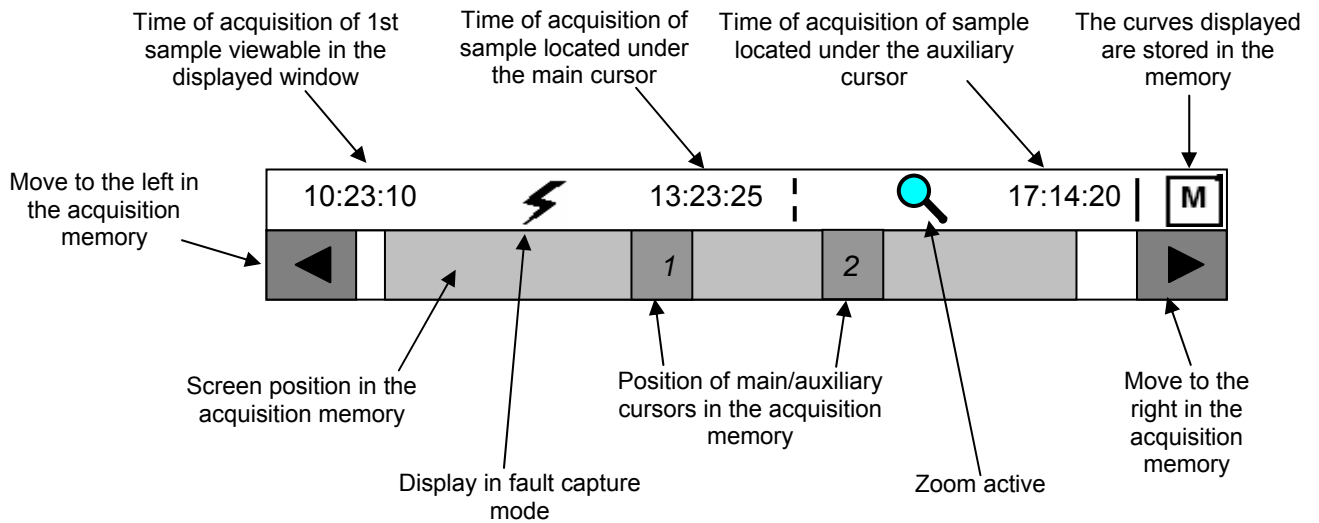 Time of acquisition of 1st
sample viewable in the
displayed window
Time of acquisition of
sample located under
the main cursor
Time of acquisition of sample
located under the auxiliary
cursor
The curves displayed
are stored in the
memory
Move to the left in
the acquisition
memory
10:23:10
13:23:25
17:14:20
M
1
2
Screen position in the
acquisition memory
Position of main/auxiliary
cursors in the acquisition
memory
Move to the
right in the
acquisition
memory
Display in fault capture
mode
Zoom active